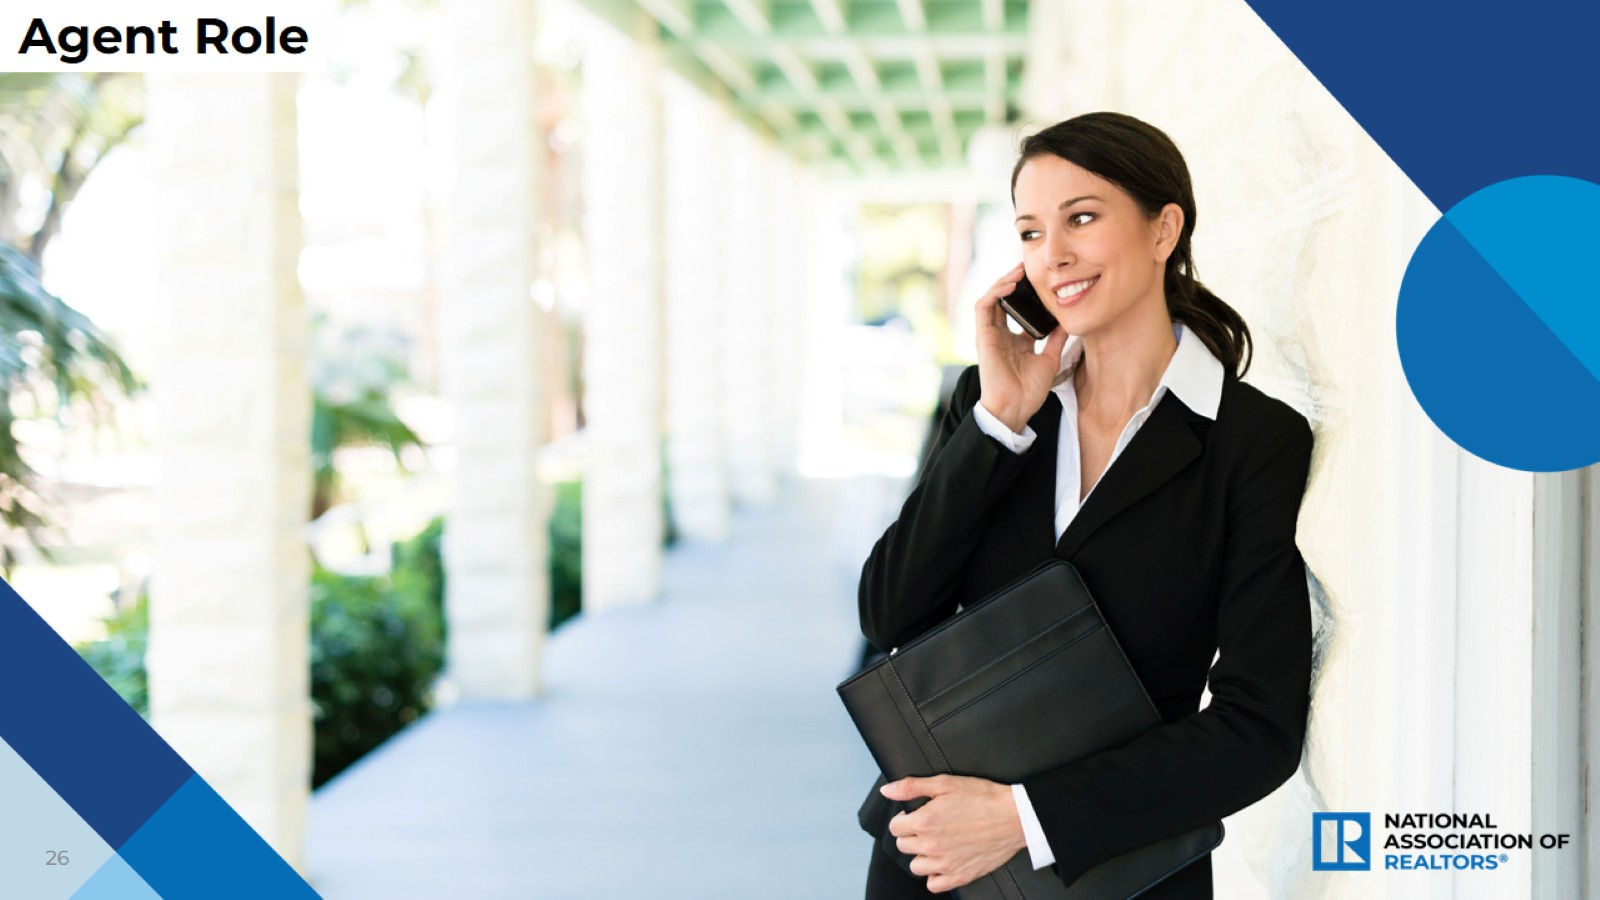 Agent Role
26
NATIONAL
ASSOCIATION OF
REALTORS®